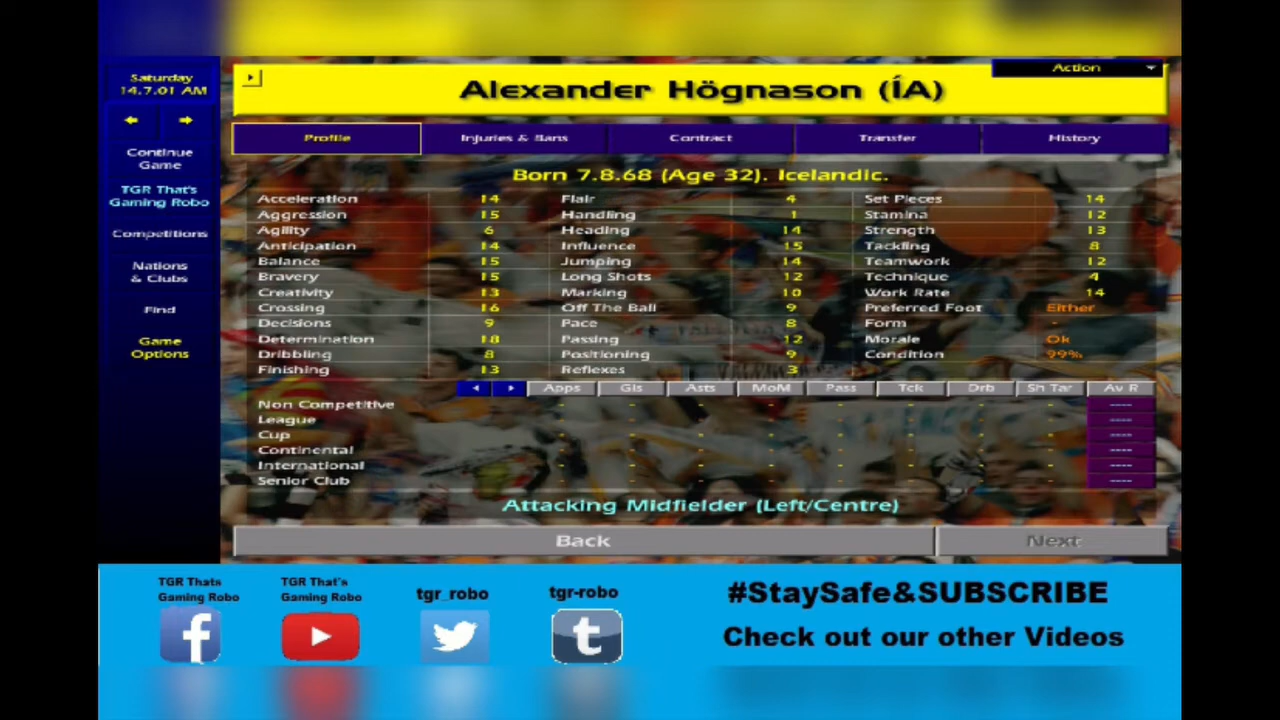 Saturday
14.7.01 AM
Continue
Game
TGR That's
Gaming Robo
Competitions
Nations
& Clubs
Find
Game
Options
Action
Alexander Högnason (ÍA)
Profile Injuries & Bans Contract Transfer History
Born 7.8.68 (Age 32). Icelandic.
Acceleration 14 Flair 4 Set Pieces 14
Aggression 15 Handling 1 Stamina 12
Agility 6 Heading 14 Strength 13
Anticipation 14 Influence 15 Tackling 8
Balance 15 Jumping 14 Teamwork 12
Bravery 15 Long Shots 12 Technique 4
Creativity 13 Marking 10 Work Rate 14
Crossing 16 Off The Ball 9 Preferred Foot Either
Decisions 9 Pace 8 Form -
Determination 18 Passing 12 Morale Ok
Dribbling 8 Positioning 9 Condition 99%
Finishing 13 Reflexes 3
Apps Gls Asts MoM Pass Tck Drb Sh Tar Av R
Non Competitive - - - - - - - - ----
League - - - - - - - - ----
Cup - - - - - - - - ----
Continental - - - - - - - - ----
International - - - - - - - - ----
Senior Club - - - - - - - - ----
Attacking Midfielder (Left/Centre)
Back Next
TGR Thats
Gaming Robo
TGR That's
Gaming Robo
tgr_robo
tgr-robo
#StaySafe&SUBSCRIBE
Check out our other Videos